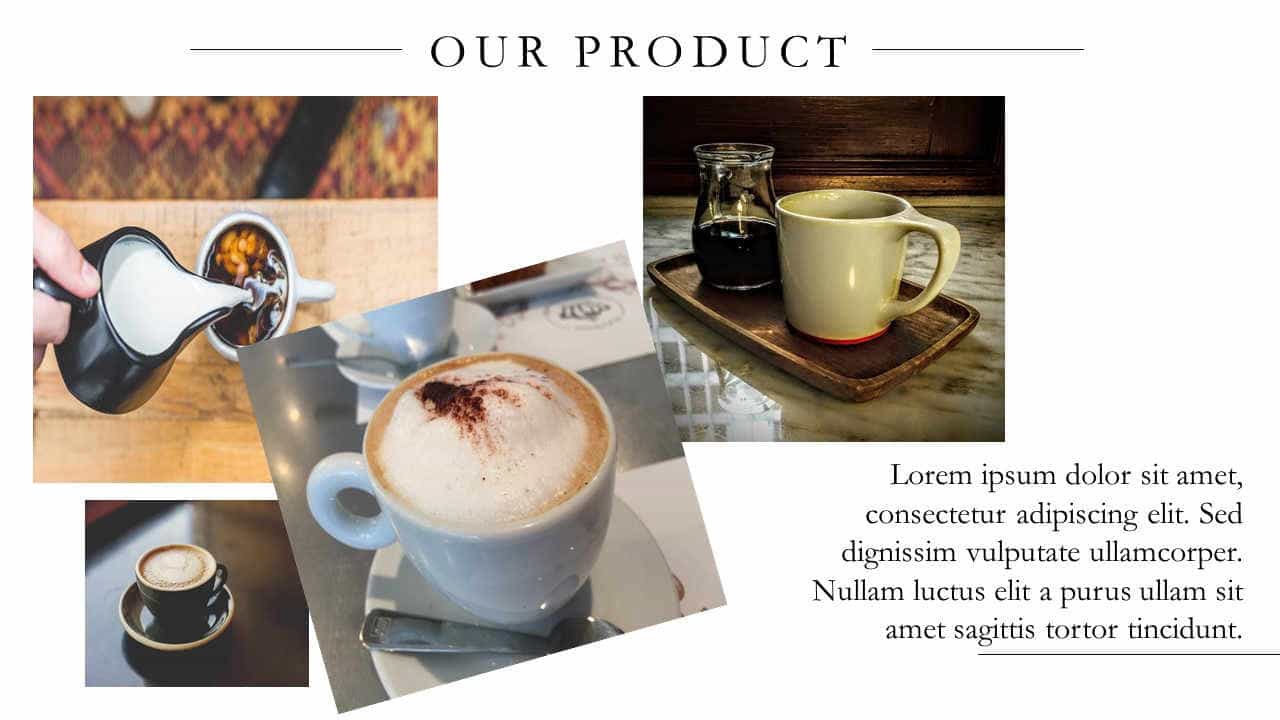 OUR PRODUCT
Lorem ipsum dolor sit amet,
consectetur adipiscing elit. Sed
dignissim vulputate ullamcorper.
Nullam luctus elit a purus ullam sit
amet sagittis tortor tincidunt.